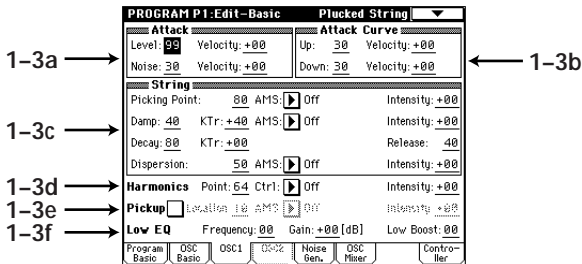 PROGRAM P1:Edit-Basic Plucked String
Attack Attack Curve
Level: 99 Velocity: +00 Up: 30 Velocity: +00
Noise: 30 Velocity: +00 Down: 30 Velocity: +00
1–3a 1–3b
String
Picking Point: 80 AMS: Off Intensity: +00
Damp: 40 KTr: +40 AMS: Off Intensity: +00
1–3c
Decay: 80 KTr: +00 Release: 40
Dispersion: 50 AMS: Off Intensity: +00
1–3d Harmonics Point: 64 Ctrl: Off Intensity: +00
1–3e Pickup Location 10 AMS Off Intensity +00
1–3f Low EQ Frequency: 00 Gain: +00 [dB] Low Boost: 00
Program Basic OSC Basic OSC1 OSC2 Noise Gen. OSC Mixer Contro- ller